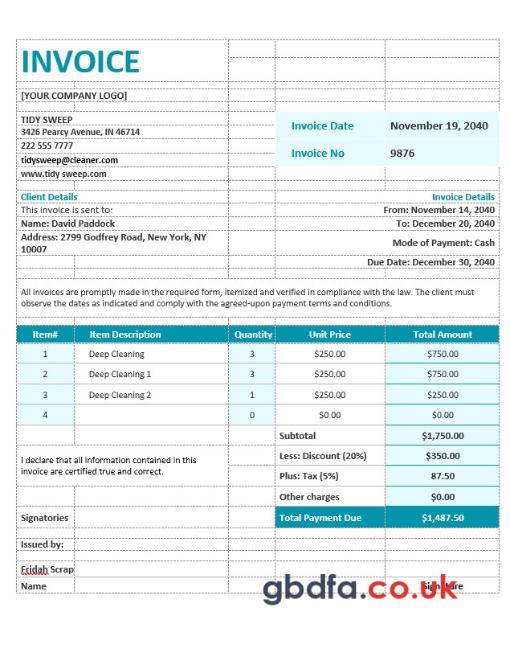 INVOICE
[YOUR COMPANY LOGO]
TIDY SWEEP
3426 Pearcy Avenue, IN 46714
222 555 7777
tidysweep@cleaner.com
www.tidy sweep.com
Invoice Date November 19, 2040
Invoice No 9876
Client Details Invoice Details
This invoice is sent to: From: November 14, 2040
Name: David Paddock To: December 20, 2040
Address: 2799 Godfrey Road, New York, NY
10007
Mode of Payment: Cash
Due Date: December 30, 2040
All invoices are promptly made in the required form, itemized and verified in compliance with the law. The client must
observe the dates as indicated and comply with the agreed-upon payment terms and conditions.
Item# Item Description Quantity Unit Price Total Amount
1 Deep Cleaning 3 $250.00 $750.00
2 Deep Cleaning 1 3 $250.00 $750.00
3 Deep Cleaning 2 1 $250.00 $250.00
4 0 $0.00 $0.00
Subtotal $1,750.00
I declare that all information contained in this
invoice are certified true and correct.
Less: Discount (20%) $350.00
Plus: Tax (5%) 87.50
Other charges $0.00
Signatories Total Payment Due $1,487.50
Issued by:
Fridah Scrap
Name Signature
gbdfa.co.uk